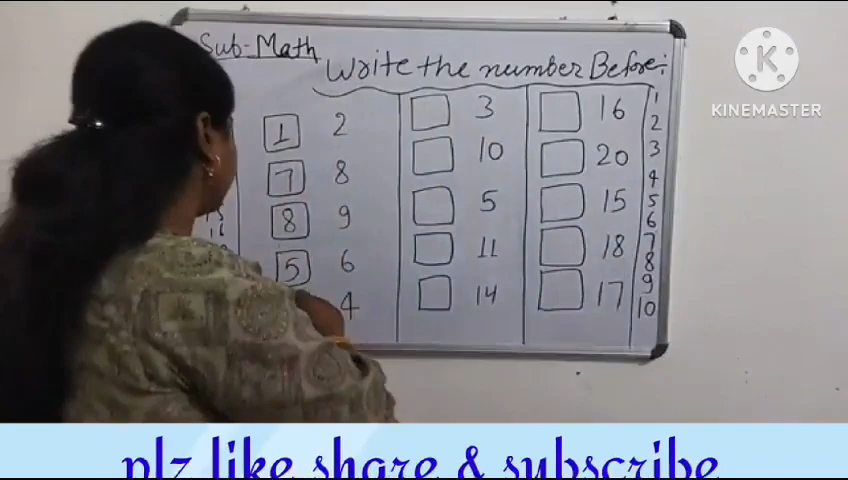 Sub-Math
Write the number Before:
1 2 3 16 1
7 8 10 20 2
8 9 5 15 3
5 6 11 18 4
4 14 17 5
6
7
8
9
10
K
KINEMASTER
plz like share & subscribe